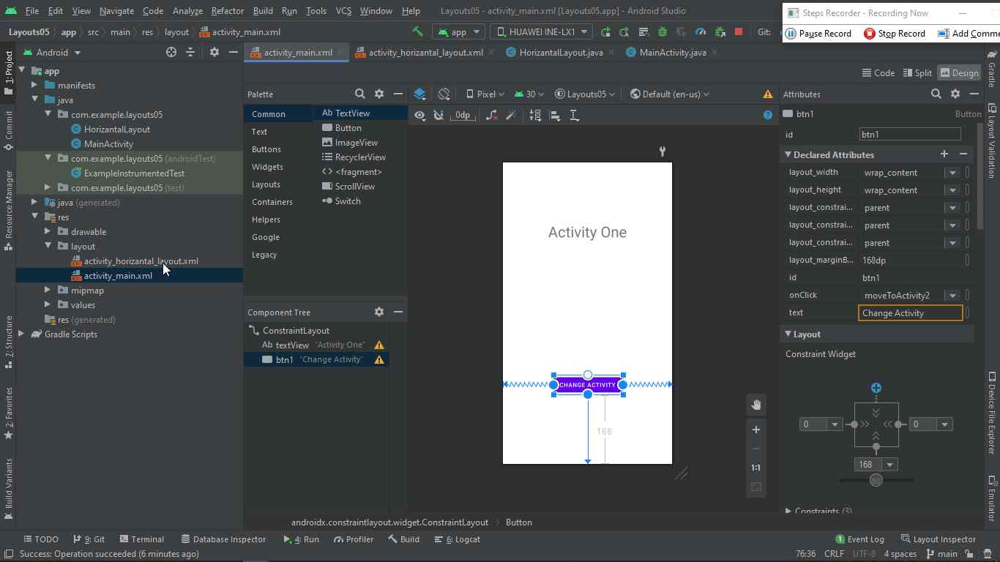 File Edit View Navigate Code Analyze Refactor Build Run Tools VCS Window Help Layouts05 - activity_main.xml [Layouts05.app] - Android Studio
Steps Recorder - Recording Now
Pause Record Stop Record Add Comme
Layouts05 app src main res layout activity_main.xml app HUAWEI INE-LX1 Git:
Android
activity_main.xml activity_horizantal_layout.xml HorizantalLayout.java MainActivity.java
Code Split Design
1: Project
Commit
Resource Manager
7: Structure
2: Favorites
Build Variants
app
manifests
java
com.example.layouts05
HorizantalLayout
MainActivity
com.example.layouts05 (androidTest)
ExampleInstrumentedTest
com.example.layouts05 (test)
java (generated)
res
drawable
layout
activity_horizantal_layout.xml
activity_main.xml
mipmap
values
res (generated)
Gradle Scripts
Palette
Common
Text
Buttons
Widgets
Layouts
Containers
Helpers
Google
Legacy
Ab TextView
Button
ImageView
RecyclerView
<> <fragment>
ScrollView
Switch
Component Tree
ConstraintLayout
Ab textView "Activity One"
btn1 "Change Activity"
Pixel 30 Layouts05 Default (en-us)
0dp
Activity One
CHANGE ACTIVITY
168
1:1
Attributes
btn1 Button
id btn1
Declared Attributes
layout_width wrap_content
layout_height wrap_content
layout_constrai... parent
layout_constrai... parent
layout_constrai... parent
layout_marginB... 168dp
id btn1
onClick moveToActivity2
text Change Activity
Layout
Constraint Widget
0 0
168
50
Constraints (3)
Gradle
Layout Validation
Device File Explorer
Emulator
androidx.constraintlayout.widget.ConstraintLayout Button
TODO 9: Git Terminal Database Inspector 4: Run Profiler Build 6: Logcat 1 Event Log Layout Inspector
Success: Operation succeeded (6 minutes ago) 76:36 CRLF UTF-8 4 spaces main